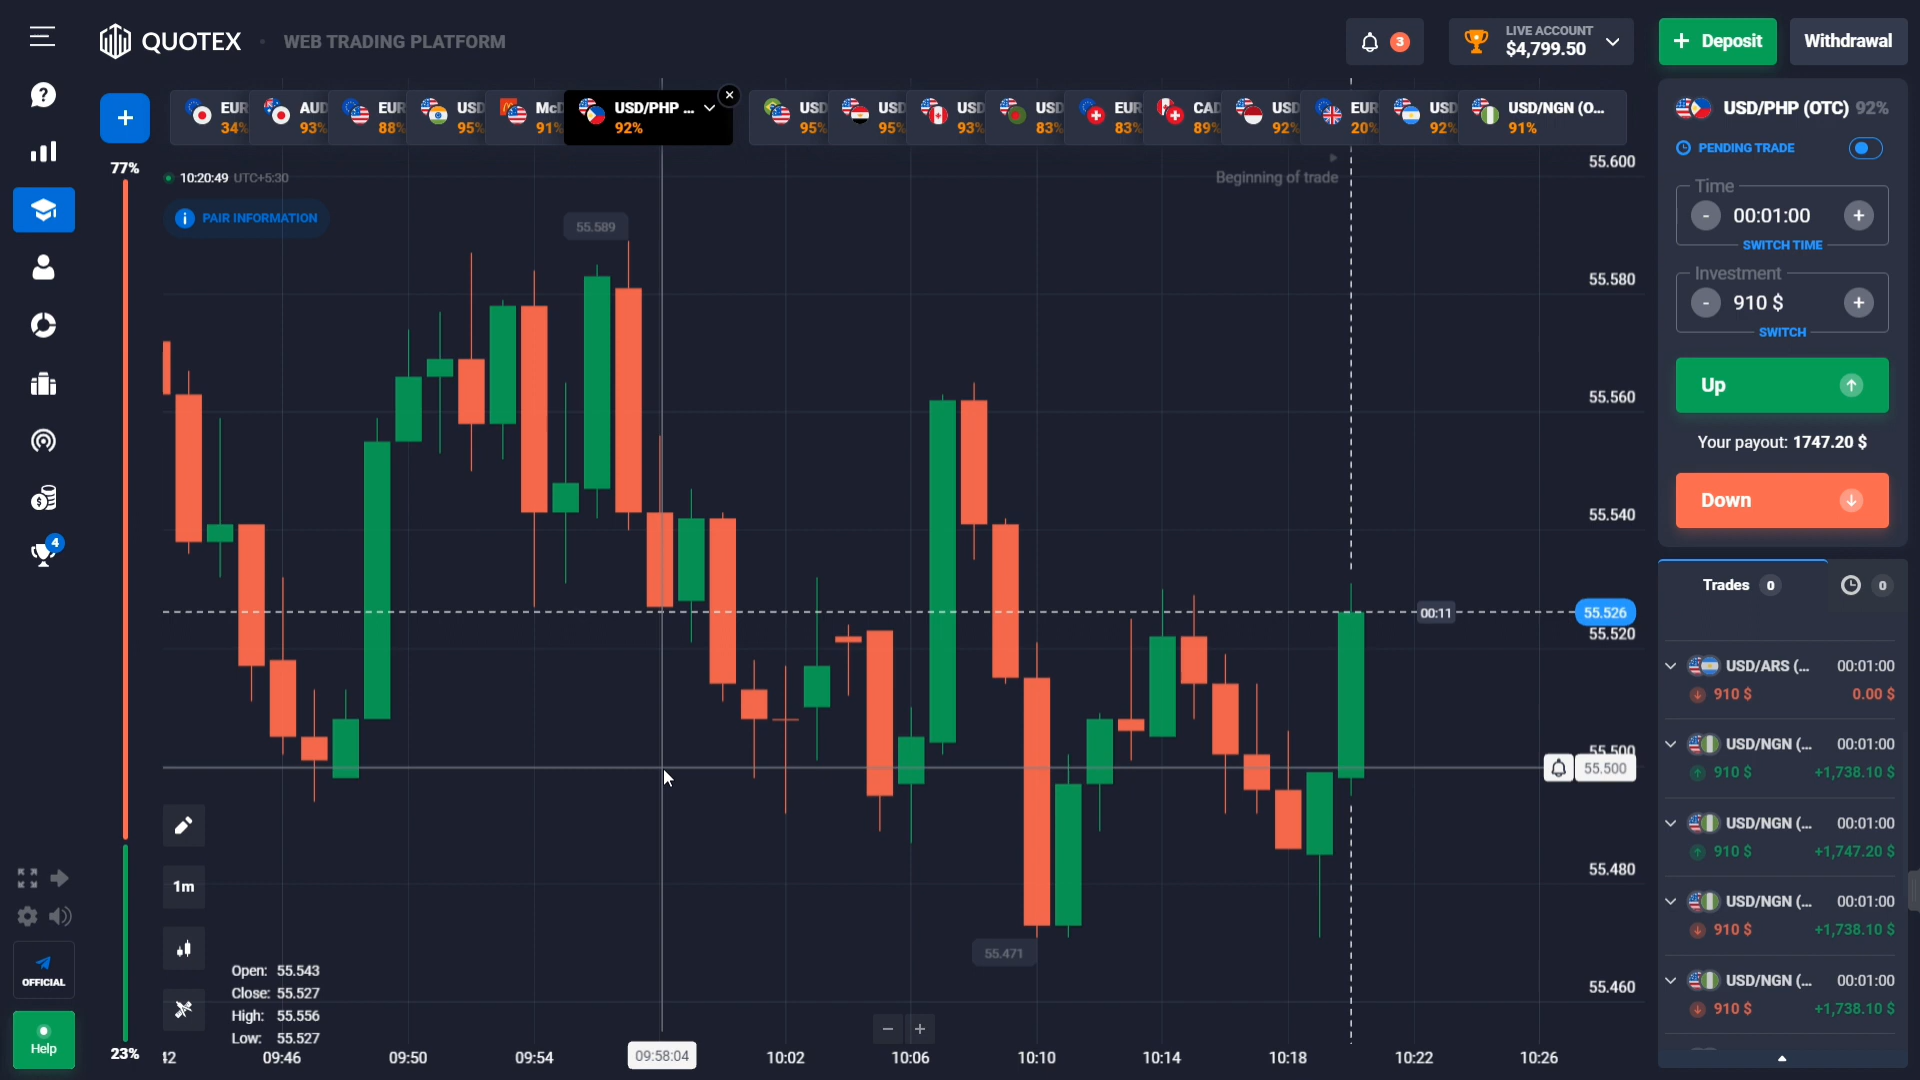 QUOTEX
WEB TRADING PLATFORM
3
LIVE ACCOUNT
$4,799.50
+ Deposit
Withdrawal
+
EUR
34%
AUD
93%
EUR
88%
USD
95%
McD
91%
USD/PHP ...
92%
USD
95%
USD
95%
USD
93%
USD
83%
EUR
83%
CAD
89%
USD
92%
EUR
20%
USD
92%
USD/NGN (O...
91%
USD/PHP (OTC) 92%
PENDING TRADE
Time
- 00:01:00 +
SWITCH TIME
Investment
- 910 $ +
SWITCH
Up
Your payout: 1747.20 $
Down
Trades 0
0
USD/ARS (... 00:01:00
910 $ 0.00 $
USD/NGN (... 00:01:00
910 $ +1,738.10 $
USD/NGN (... 00:01:00
910 $ +1,747.20 $
USD/NGN (... 00:01:00
910 $ +1,738.10 $
USD/NGN (... 00:01:00
910 $ +1,738.10 $
77%
10:20:49 UTC+5:30
PAIR INFORMATION
Beginning of trade
55.589
55.600
55.580
55.560
55.540
00:11
55.526
55.520
55.500
55.500
55.480
55.471
55.460
4
1m
OFFICIAL
Help
23%
Open: 55.543
Close: 55.527
High: 55.556
Low: 55.527
− +
42
09:46
09:50
09:54
09:58:04
10:02
10:06
10:10
10:14
10:18
10:22
10:26